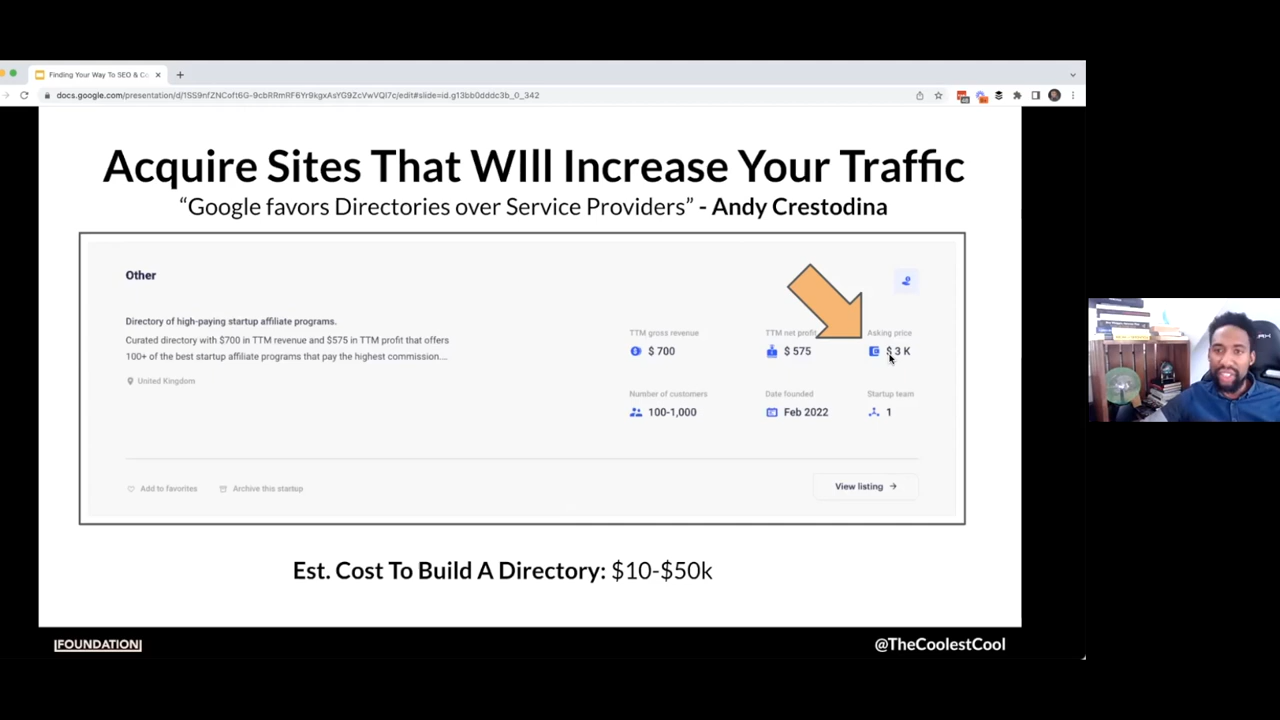 Finding Your Way To SEO & Co
docs.google.com/presentation/d/1SS9nfZNCoft6G-9cbRRmRF6Yr9kgxAsYG9ZcVwVQI7c/edit#slide=id.g13bb0dddc3b_0_342
Acquire Sites That WIll Increase Your Traffic
“Google favors Directories over Service Providers” - Andy Crestodina
Other
Directory of high-paying startup affiliate programs.
Curated directory with $700 in TTM revenue and $575 in TTM profit that offers
100+ of the best startup affiliate programs that pay the highest commission...
United Kingdom
TTM gross revenue
$ 700
TTM net profit
$ 575
Asking price
$ 3 K
Number of customers
100-1,000
Date founded
Feb 2022
Startup team
1
Add to favorites
Archive this startup
View listing
Est. Cost To Build A Directory: $10-$50k
|FOUNDATION|
@TheCoolestCool